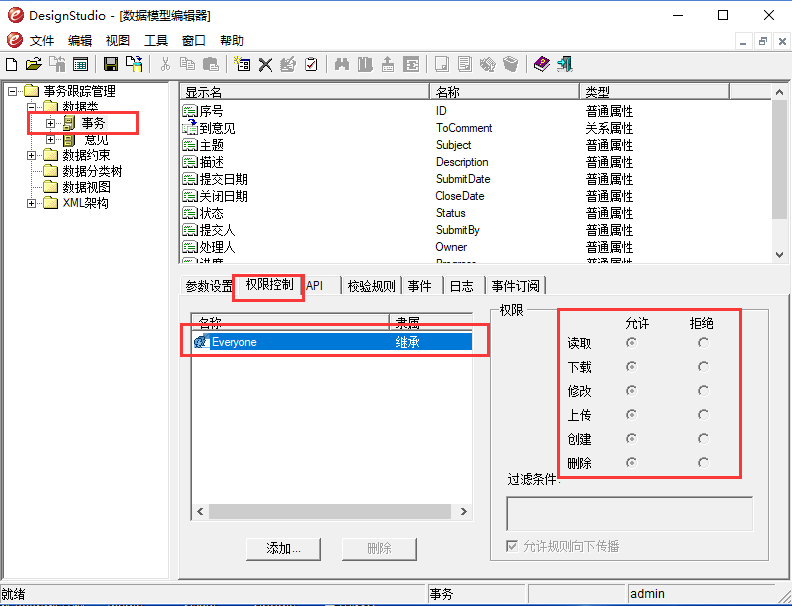 DesignStudio - [数据模型编辑器]
文件 编辑 视图 工具 窗口 帮助
事务跟踪管理
数据类
事务
意见
数据约束
数据分类树
数据视图
XML架构
显示名 名称 类型
序号 ID 普通属性
到意见 ToComment 关系属性
主题 Subject 普通属性
描述 Description 普通属性
提交日期 SubmitDate 普通属性
关闭日期 CloseDate 普通属性
状态 Status 普通属性
提交人 SubmitBy 普通属性
处理人 Owner 普通属性
进度 Progress 普通属性
参数设置 权限控制 API 校验规则 事件 日志 事件订阅
名称 隶属
Everyone 继承
添加... 删除
权限
允许 拒绝
读取
下载
修改
上传
创建
删除
过滤条件:
允许规则向下传播
就绪 事务 admin